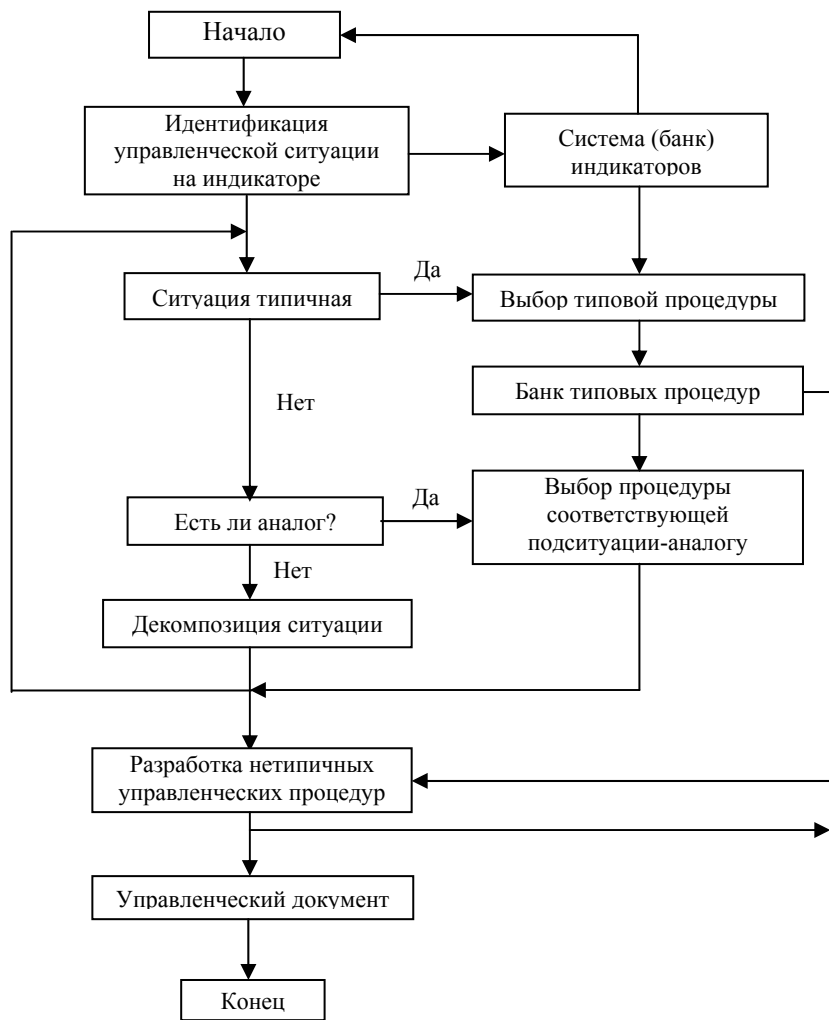 Начало
Идентификация
управленческой ситуации
на индикаторе
Система (банк)
индикаторов
Ситуация типичная
Да
Выбор типовой процедуры
Банк типовых процедур
Нет
Есть ли аналог?
Да
Выбор процедуры
соответствующей
подситуации-аналогу
Нет
Декомпозиция ситуации
Разработка нетипичных
управленческих процедур
Управленческий документ
Конец